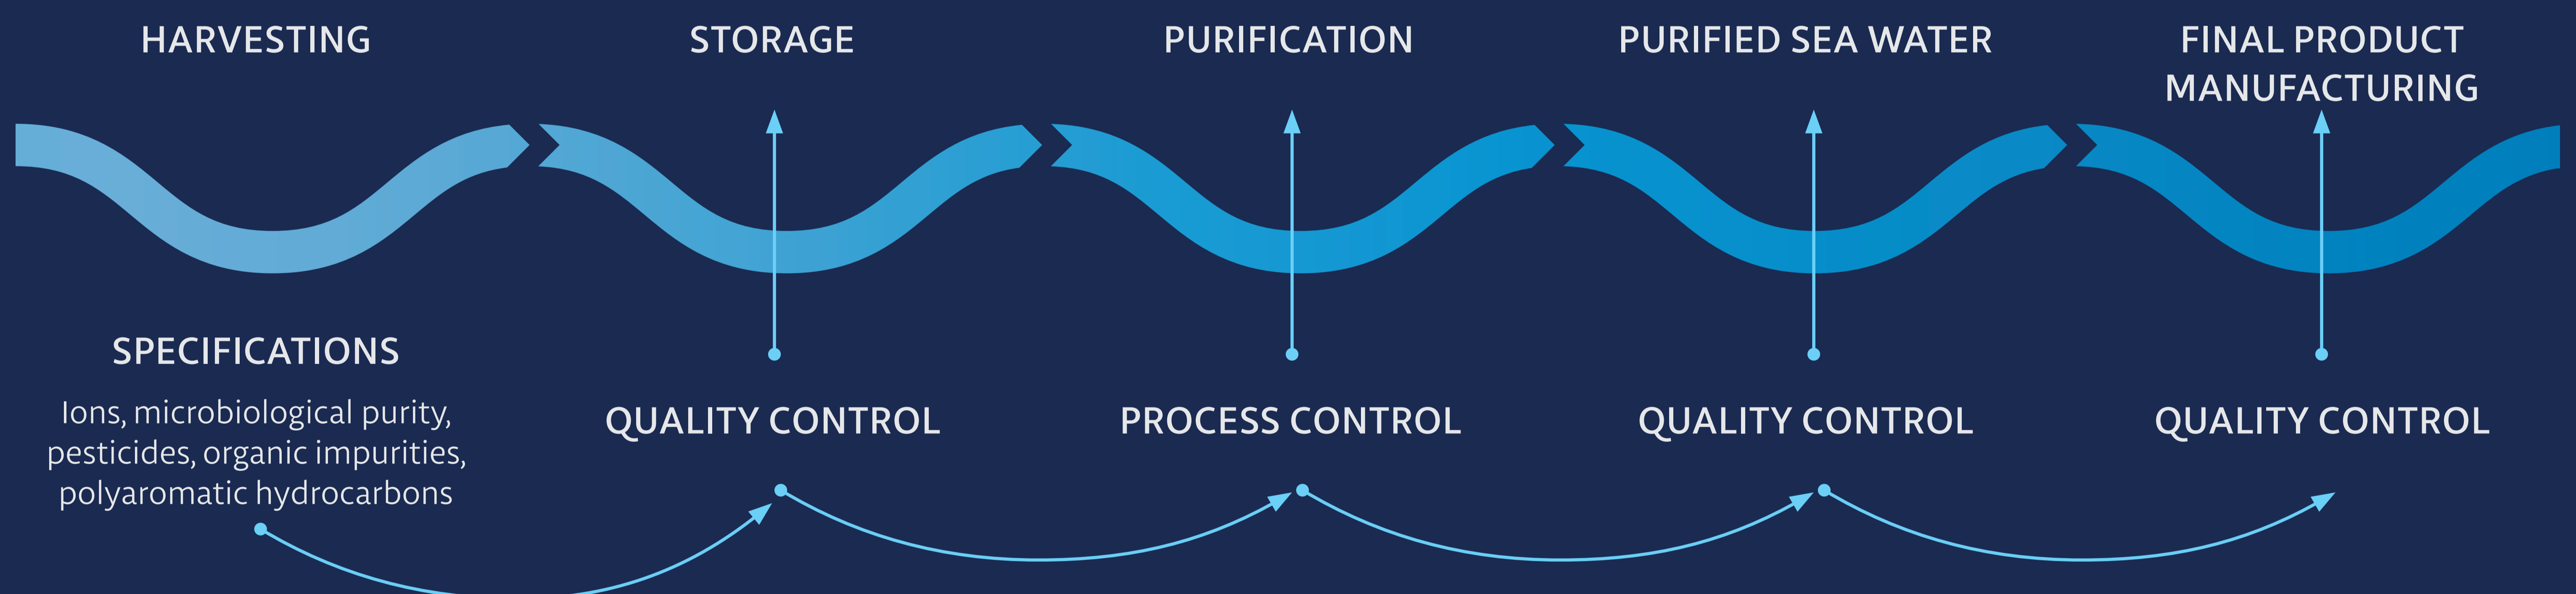 HARVESTING
STORAGE
PURIFICATION
PURIFIED SEA WATER
FINAL PRODUCT
MANUFACTURING
SPECIFICATIONS
Ions, microbiological purity,
pesticides, organic impurities,
polyaromatic hydrocarbons
QUALITY CONTROL
PROCESS CONTROL
QUALITY CONTROL
QUALITY CONTROL